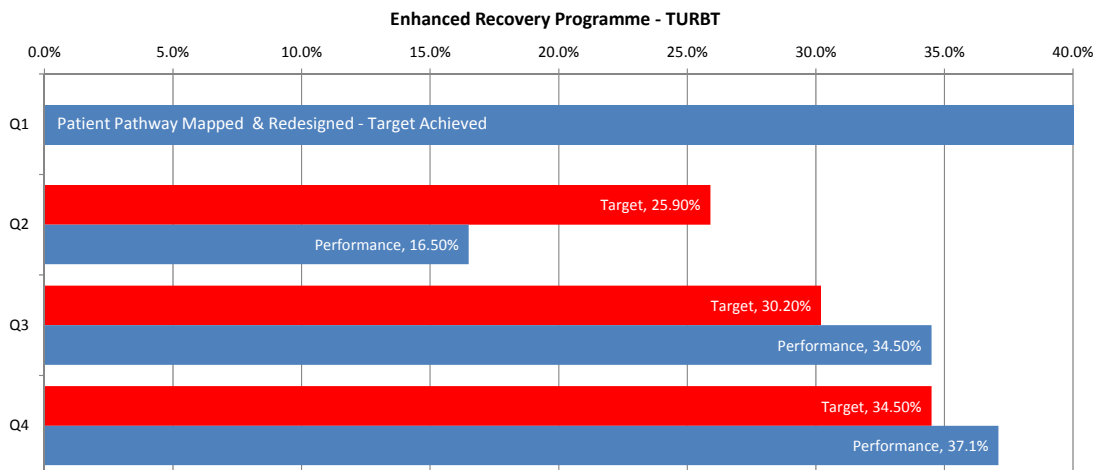 Enhanced Recovery Programme - TURBT
0.0% 5.0% 10.0% 15.0% 20.0% 25.0% 30.0% 35.0% 40.0%
Q1 Patient Pathway Mapped & Redesigned - Target Achieved
Target, 25.90%
Q2
Performance, 16.50%
Target, 30.20%
Q3
Performance, 34.50%
Target, 34.50%
Q4
Performance, 37.1%